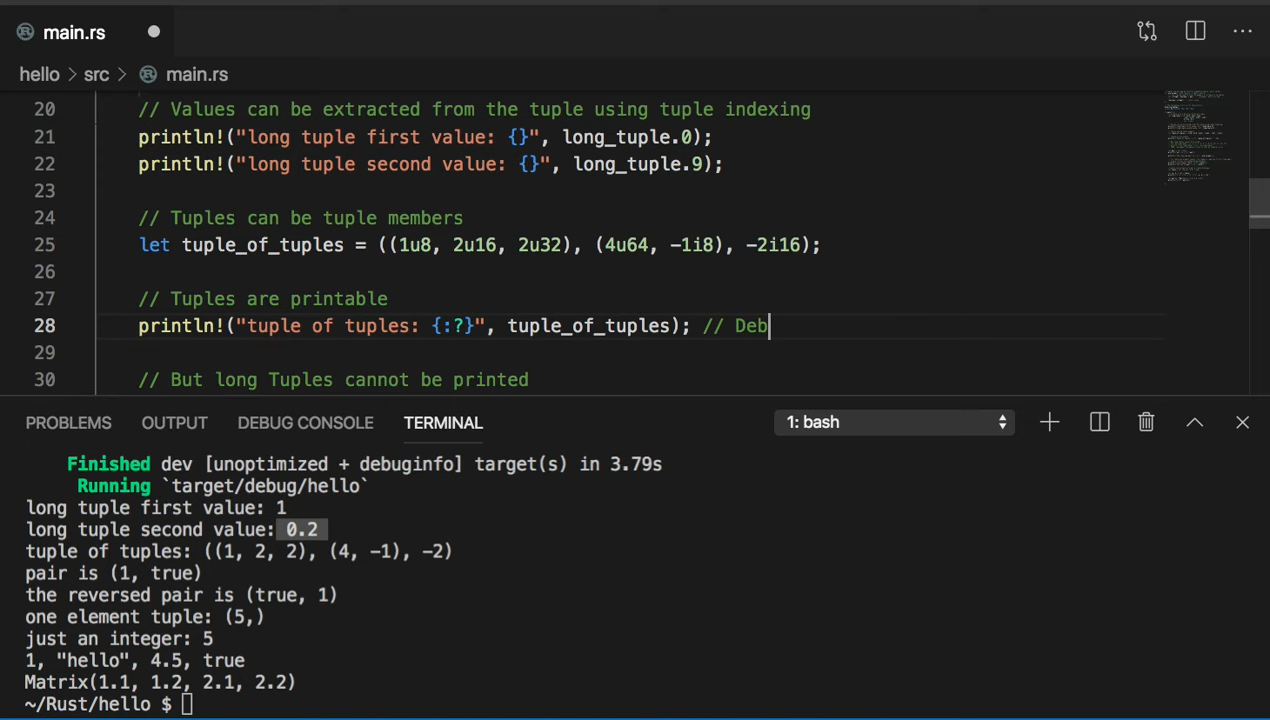 main.rs
hello > src > main.rs
20 // Values can be extracted from the tuple using tuple indexing
21 println!("long tuple first value: {}", long_tuple.0);
22 println!("long tuple second value: {}", long_tuple.9);
23
24 // Tuples can be tuple members
25 let tuple_of_tuples = ((1u8, 2u16, 2u32), (4u64, -1i8), -2i16);
26
27 // Tuples are printable
28 println!("tuple of tuples: {:?}", tuple_of_tuples); // Deb
29
30 // But long Tuples cannot be printed
PROBLEMS OUTPUT DEBUG CONSOLE TERMINAL 1: bash
Finished dev [unoptimized + debuginfo] target(s) in 3.79s
Running `target/debug/hello`
long tuple first value: 1
long tuple second value: 0.2
tuple of tuples: ((1, 2, 2), (4, -1), -2)
pair is (1, true)
the reversed pair is (true, 1)
one element tuple: (5,)
just an integer: 5
1, "hello", 4.5, true
Matrix(1.1, 1.2, 2.1, 2.2)
~/Rust/hello $